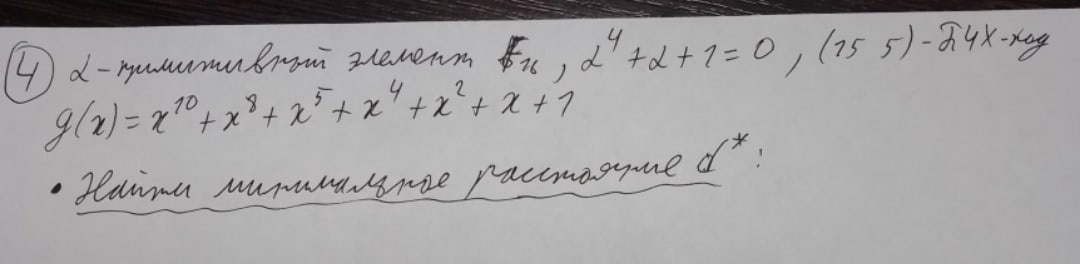 ④ α-примитивный элемент F₁₆, α⁴+α+1=0, (15 5)-БЧХ-код
g(x)=x¹⁰+x⁸+x⁵+x⁴+x²+x+1
• Найти минимальное расстояние d*: